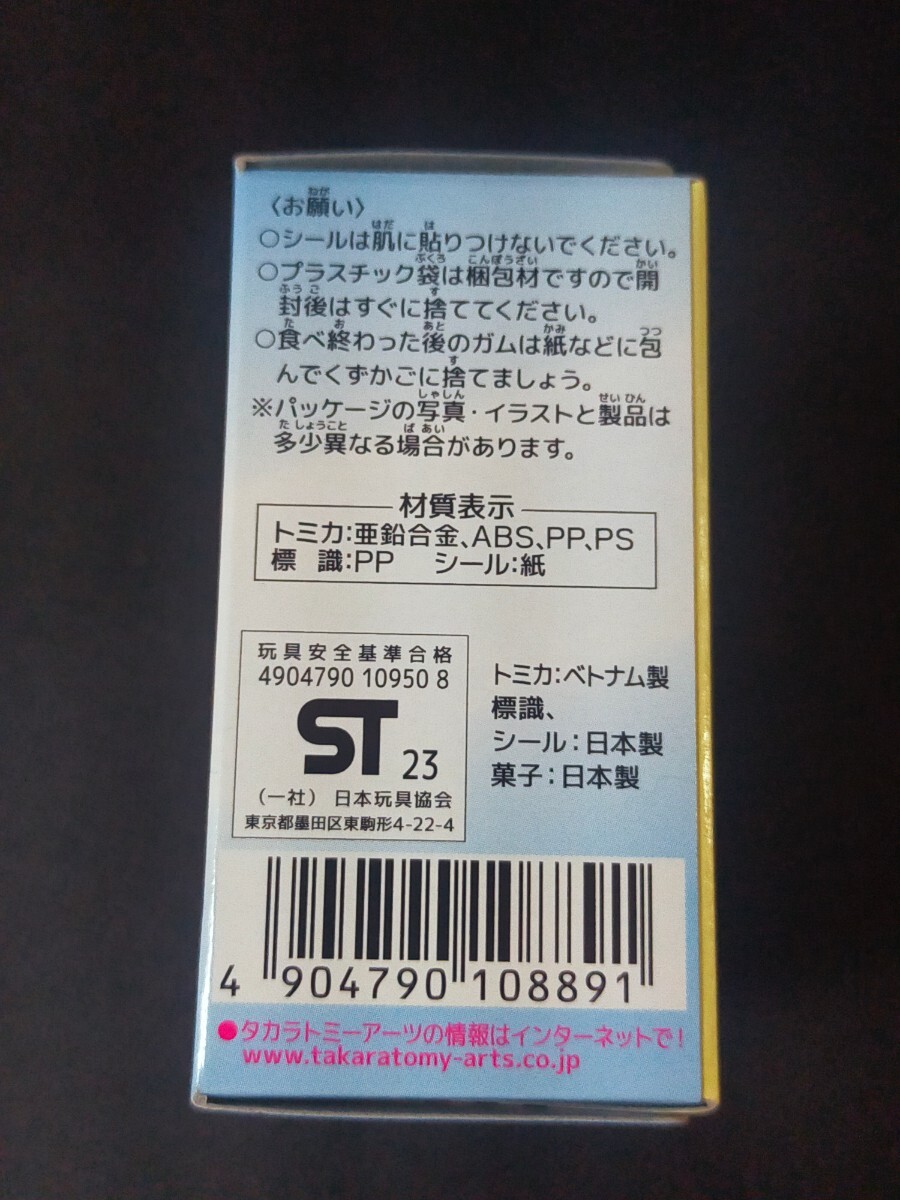 〈お願い〉
○シールは肌に貼りつけないでください。
○プラスチック袋は梱包材ですので開
封後はすぐに捨ててください。
○食べ終わった後のガムは紙などに包
んでくずかごに捨てましょう。
※パッケージの写真・イラストと製品は
多少異なる場合があります。
材質表示
トミカ:亜鉛合金、ABS、PP、PS
標 識:PP シール:紙
玩具安全基準合格
4904790 10950 8
ST 23
(一社) 日本玩具協会
東京都墨田区東駒形4-22-4
トミカ:ベトナム製
標識、
シール:日本製
菓子:日本製
4 904790 108891
●タカラトミーアーツの情報はインターネットで!
www.takaratomy-arts.co.jp